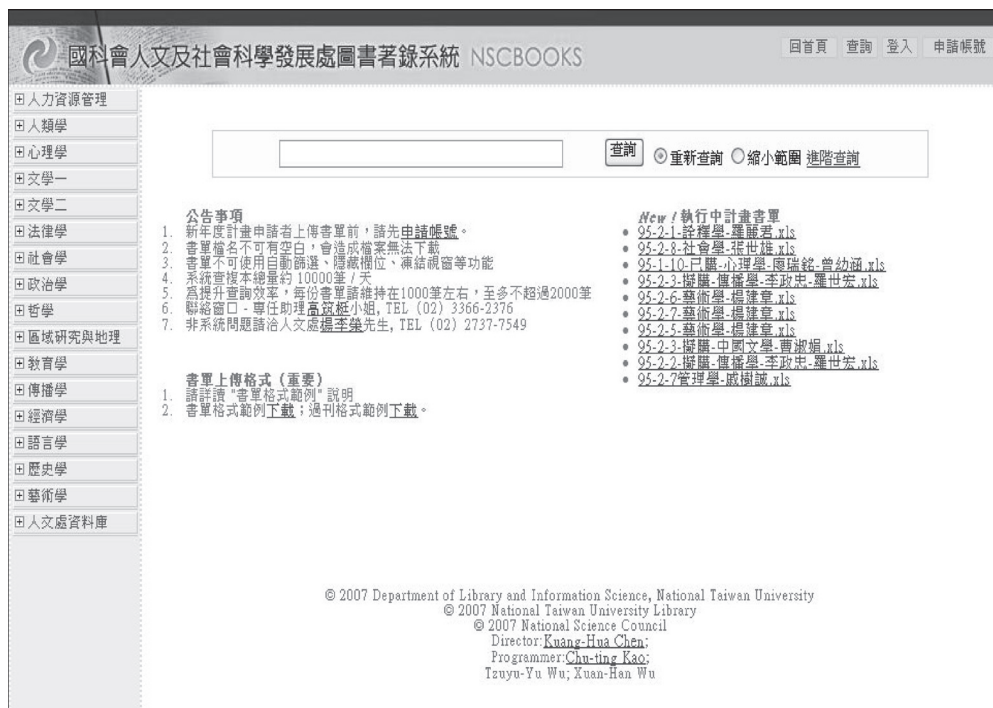 國科會人文及社會科學發展處圖書著錄系統 NSCBOOKS
回首頁 查詢 登入 申請帳號
人力資源管理
人類學
心理學
文學一
文學二
法律學
社會學
政治學
哲學
區域研究與地理
教育學
傳播學
經濟學
語言學
歷史學
藝術學
人文處資料庫
查詢 重新查詢 縮小範圍 進階查詢
公告事項
1. 新年度計畫申請者上傳書單前，請先申請帳號。
2. 書單檔名不可有空白，會造成檔案無法下載
3. 書單不可使用自動篩選、隱藏欄位、凍結視窗等功能
4. 系統查複本總量約 10000筆 / 天
5. 為提升查詢效率，每份書單請維持在1000筆左右，至多不超過2000筆
6. 聯絡窗口 - 專任助理高筑梃小姐, TEL (02) 3366-2376
7. 非系統問題請洽人文處楊李榮先生, TEL (02) 2737-7549
書單上傳格式（重要）
1. 請詳讀 "書單格式範例" 說明
2. 書單格式範例下載；過刊格式範例下載。
New ! 執行中計畫書單
95-2-1-詮釋學-羅麗君.xls
95-2-8-社會學-張世雄.xls
95-1-10-已購-心理學-廖瑞銘-曾幼涵.xls
95-2-3-擬購-傳播學-李政忠-羅世宏.xls
95-2-6-藝術學-楊建章.xls
95-2-7-藝術學-楊建章.xls
95-2-5-藝術學-楊建章.xls
95-2-3-擬購-中國文學-曹淑娟.xls
95-2-2-擬購-傳播學-李政忠-羅世宏.xls
95-2-7管理學-戚樹誠.xls
© 2007 Department of Library and Information Science, National Taiwan University
© 2007 National Taiwan University Library
© 2007 National Science Council
Director:Kuang-Hua Chen;
Programmer:Chu-ting Kao;
Tzuyu-Yu Wu; Xuan-Han Wu